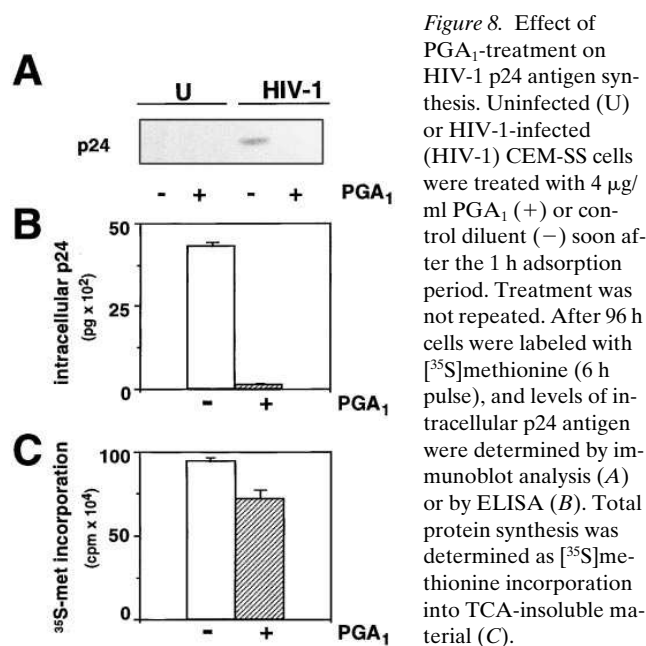 A
U HIV-1
p24
- + - + PGA₁
B
50
25
0
intracellular p24
(pg x 10²)
- + PGA₁
C
100
50
0
³⁵S-met incorporation
(cpm x 10⁴)
- + PGA₁
Figure 8. Effect of
PGA₁-treatment on
HIV-1 p24 antigen syn-
thesis. Uninfected (U)
or HIV-1-infected
(HIV-1) CEM-SS cells
were treated with 4 μg/
ml PGA₁ (+) or con-
trol diluent (−) soon af-
ter the 1 h adsorption
period. Treatment was
not repeated. After 96 h
cells were labeled with
[³⁵S]methionine (6 h
pulse), and levels of in-
tracellular p24 antigen
were determined by im-
munoblot analysis (A)
or by ELISA (B). Total
protein synthesis was
determined as [³⁵S]me-
thionine incorporation
into TCA-insoluble ma-
terial (C).